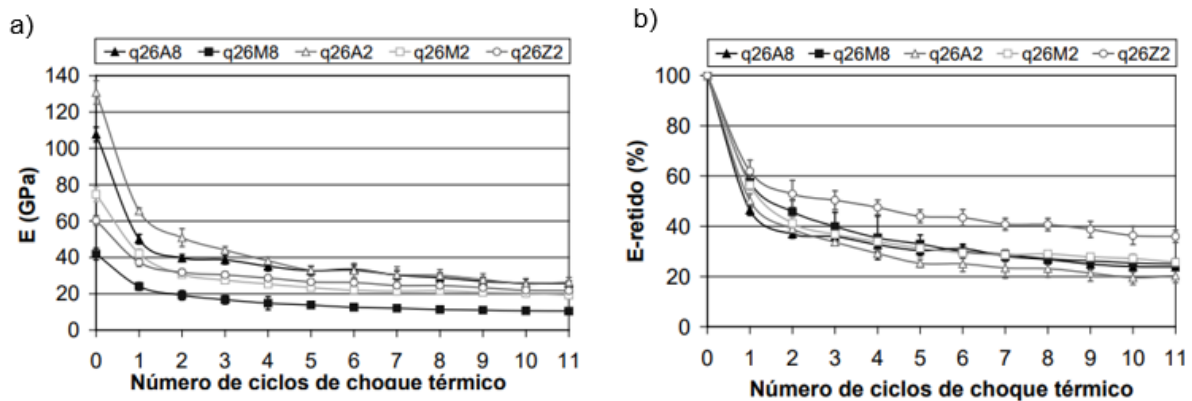 a)
q26A8 q26M8 q26A2 q26M2 q26Z2
E (GPa)
140
120
100
80
60
40
20
0
0 1 2 3 4 5 6 7 8 9 10 11
Número de ciclos de choque térmico
b)
q26A8 q26M8 q26A2 q26M2 q26Z2
E-retido (%)
100
80
60
40
20
0
0 1 2 3 4 5 6 7 8 9 10 11
Número de ciclos de choque térmico